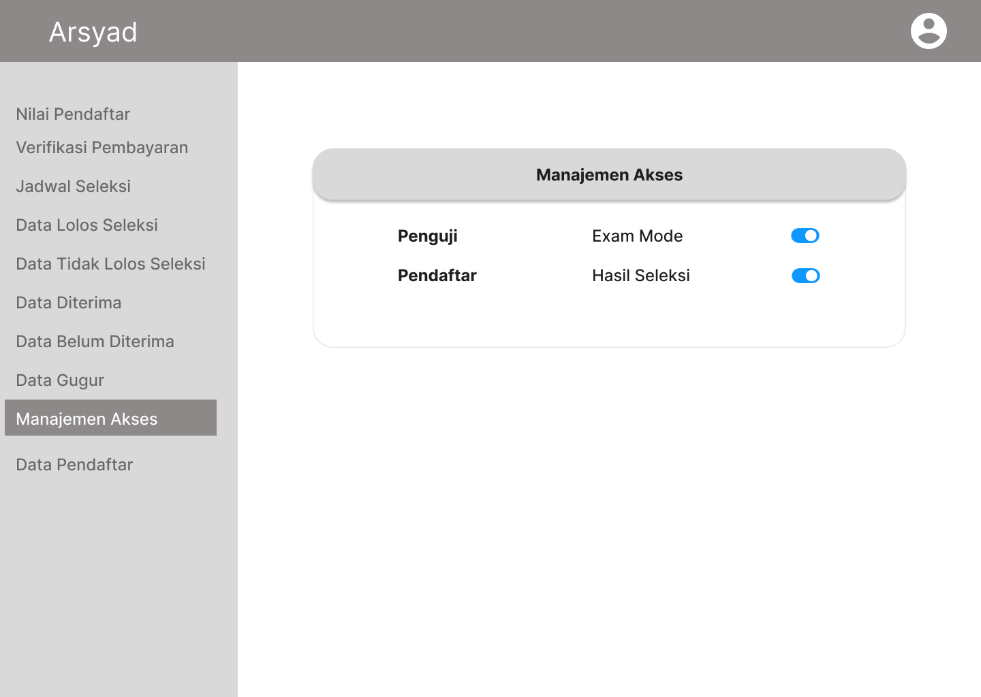 Arsyad
Nilai Pendaftar
Verifikasi Pembayaran
Jadwal Seleksi
Data Lolos Seleksi
Data Tidak Lolos Seleksi
Data Diterima
Data Belum Diterima
Data Gugur
Manajemen Akses
Data Pendaftar
Manajemen Akses
Penguji Exam Mode
Pendaftar Hasil Seleksi